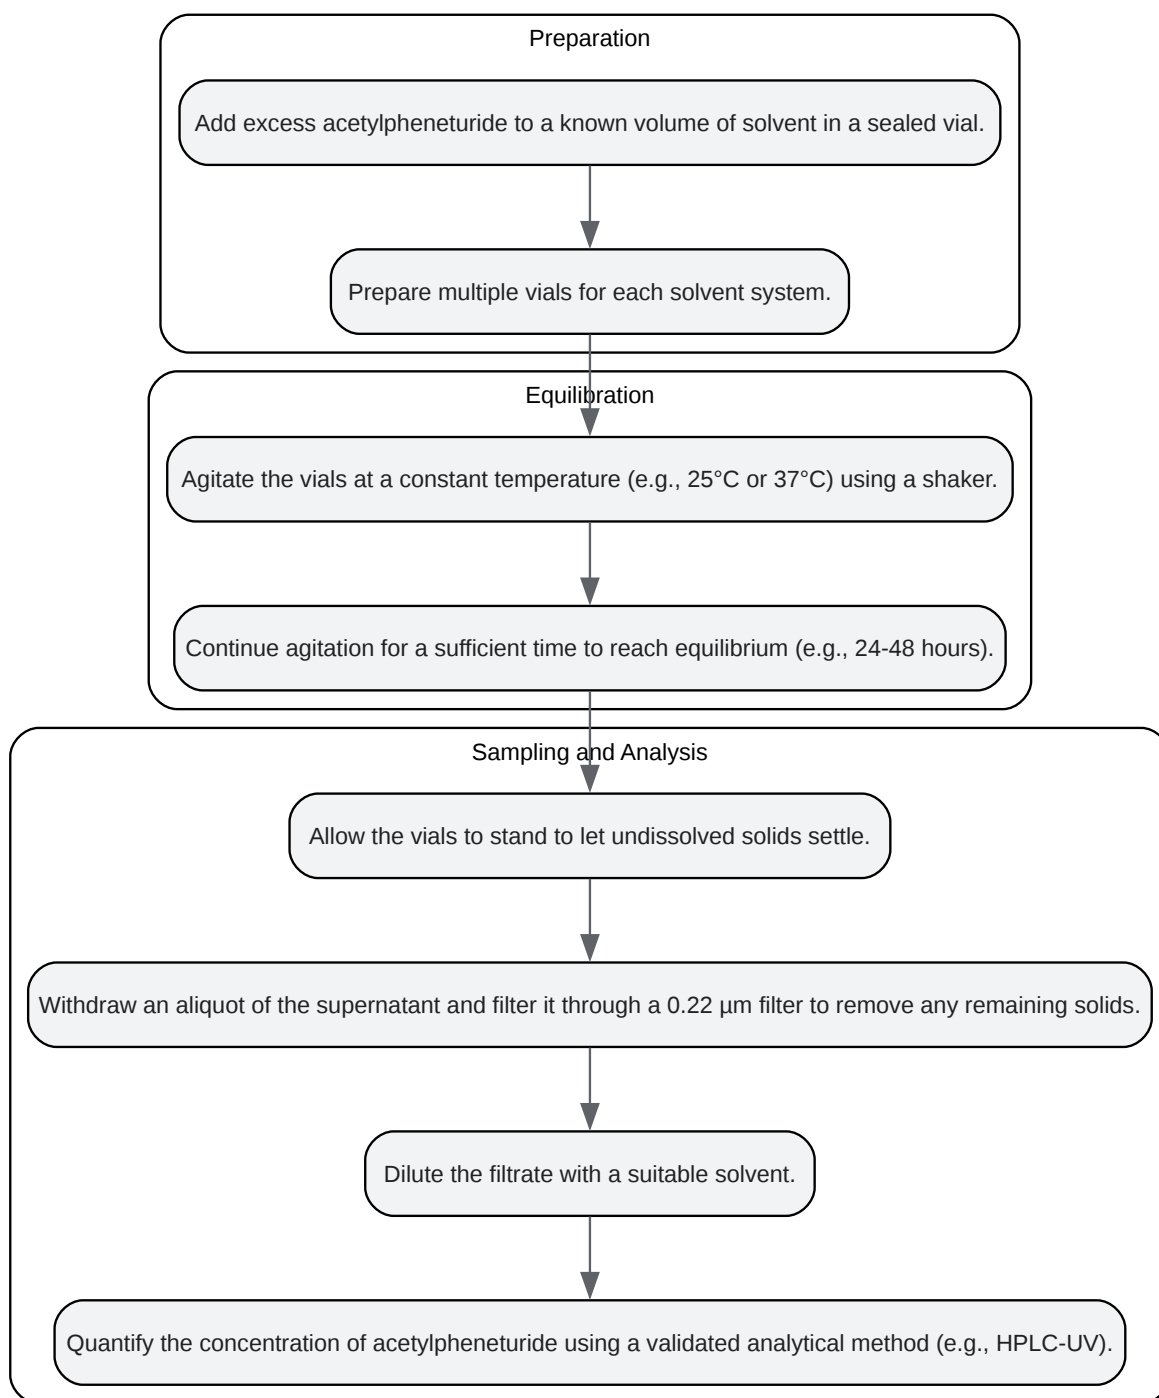 Preparation
Add excess acetylpheneturide to a known volume of solvent in a sealed vial.
Prepare multiple vials for each solvent system.
Equilibration
Agitate the vials at a constant temperature (e.g., 25°C or 37°C) using a shaker.
Continue agitation for a sufficient time to reach equilibrium (e.g., 24-48 hours).
Sampling and Analysis
Allow the vials to stand to let undissolved solids settle.
Withdraw an aliquot of the supernatant and filter it through a 0.22 µm filter to remove any remaining solids.
Dilute the filtrate with a suitable solvent.
Quantify the concentration of acetylpheneturide using a validated analytical method (e.g., HPLC-UV).